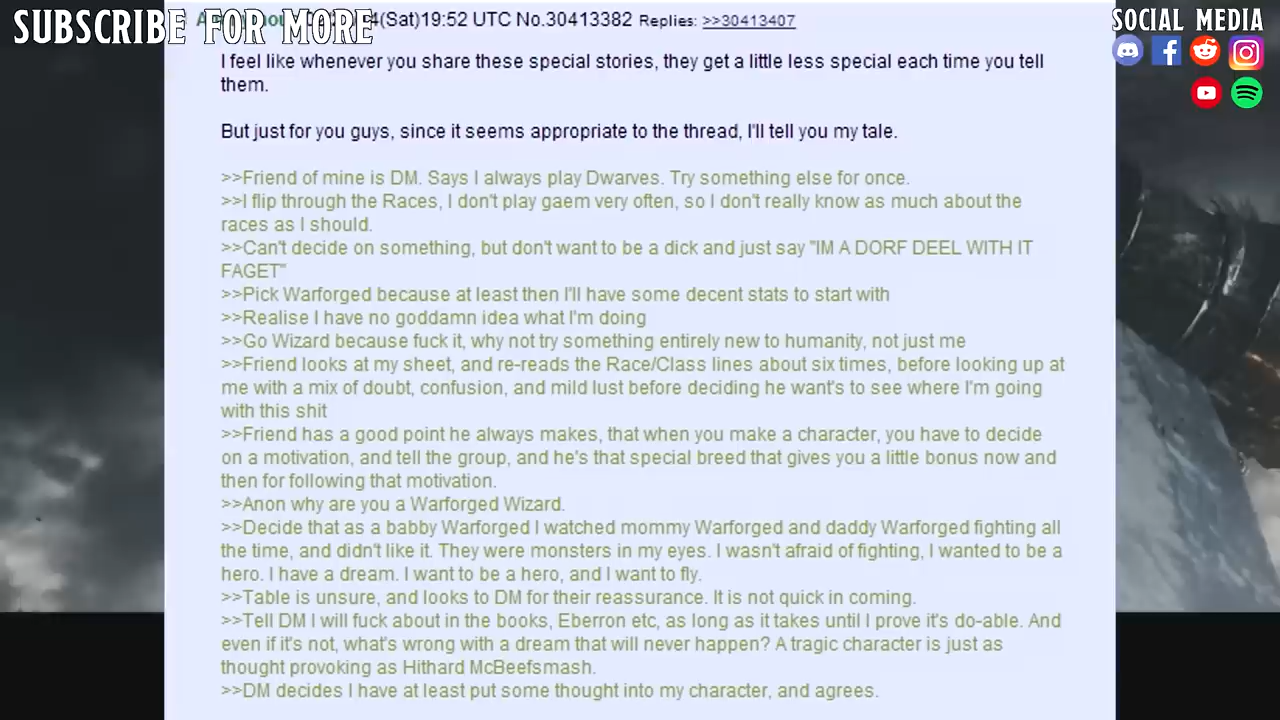 SUBSCRIBE FOR MORE
4(Sat)19:52 UTC No.30413382 Replies: >>30413407
SOCIAL MEDIA
I feel like whenever you share these special stories, they get a little less special each time you tell
them.
But just for you guys, since it seems appropriate to the thread, I'll tell you my tale.
>>Friend of mine is DM. Says I always play Dwarves. Try something else for once.
>>I flip through the Races, I don't play gaem very often, so I don't really know as much about the
races as I should.
>>Can't decide on something, but don't want to be a dick and just say "IM A DORF DEEL WITH IT
FAGET"
>>Pick Warforged because at least then I'll have some decent stats to start with
>>Realise I have no goddamn idea what I'm doing
>>Go Wizard because fuck it, why not try something entirely new to humanity, not just me
>>Friend looks at my sheet, and re-reads the Race/Class lines about six times, before looking up at
me with a mix of doubt, confusion, and mild lust before deciding he want's to see where I'm going
with this shit
>>Friend has a good point he always makes, that when you make a character, you have to decide
on a motivation, and tell the group, and he's that special breed that gives you a little bonus now and
then for following that motivation.
>>Anon why are you a Warforged Wizard.
>>Decide that as a babby Warforged I watched mommy Warforged and daddy Warforged fighting all
the time, and didn't like it. They were monsters in my eyes. I wasn't afraid of fighting, I wanted to be a
hero. I have a dream. I want to be a hero, and I want to fly.
>>Table is unsure, and looks to DM for their reassurance. It is not quick in coming.
>>Tell DM I will fuck about in the books, Eberron etc, as long as it takes until I prove it's do-able. And
even if it's not, what's wrong with a dream that will never happen? A tragic character is just as
thought provoking as Hithard McBeefsmash.
>>DM decides I have at least put some thought into my character, and agrees.